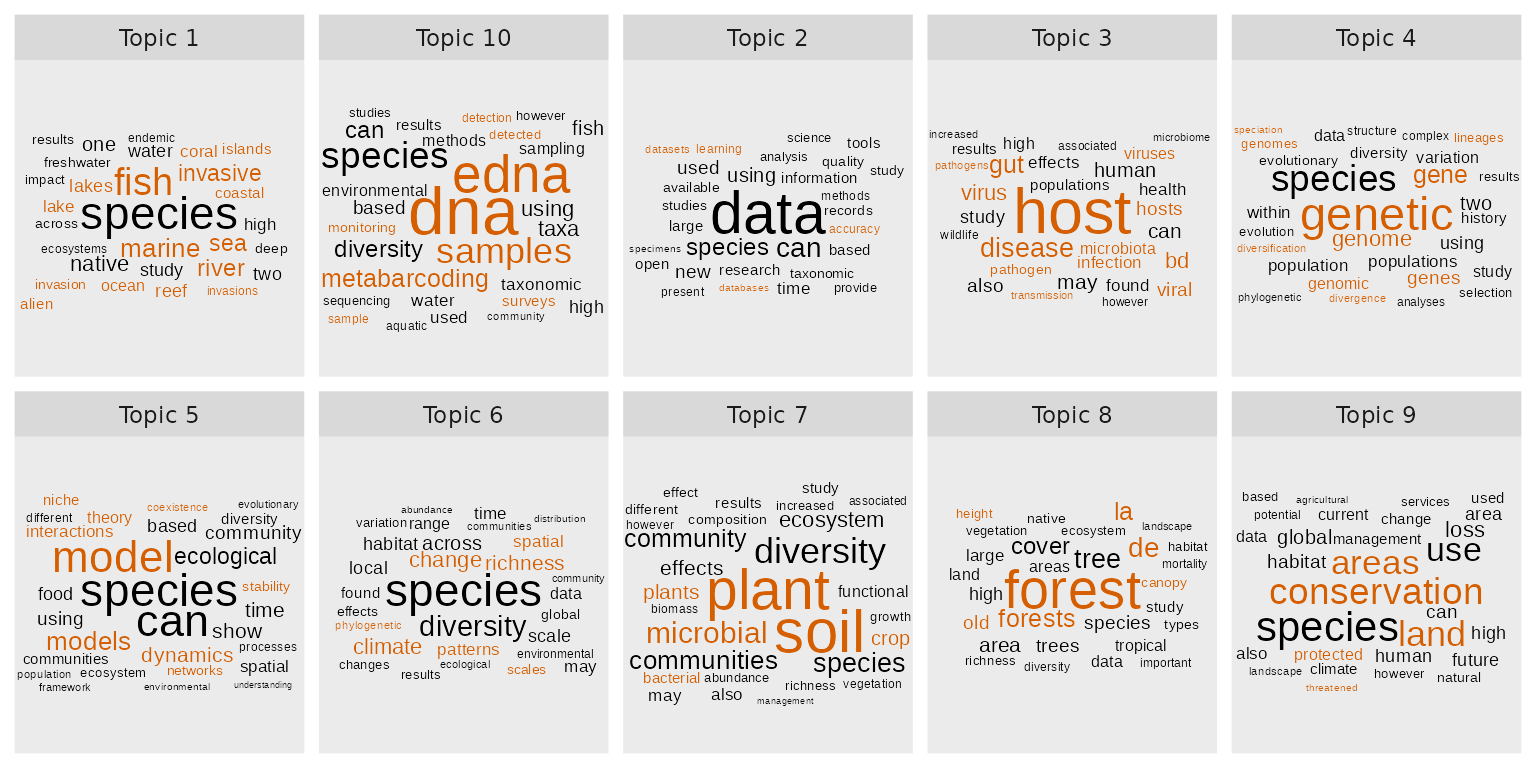 Topic 1
results one endemic
water coral islands
freshwater
impact lakes fish invasive
coastal
lake species
across high
ecosystems marine sea deep
native study river two
invasion ocean reef invasions
alien
Topic 10
studies detection however
can results methods detected fish
species sampling
edna
environmental
based dna using
monitoring taxa
diversity samples
metabarcoding taxonomic
sequencing water surveys high
sample used community
aquatic
Topic 2
science tools
datasets learning analysis quality
used using information study
available methods
studies data records
large accuracy
specimens species can based
open new research taxonomic
present databases time provide
Topic 3
increased microbiome
results high associated viruses
pathogens gut effects human
virus populations health
study host hosts
wildlife can
disease microbiota
pathogen infection bd
also may found viral
transmission however
Topic 4
speciation data structure complex lineages
genomes diversity variation
evolutionary results
species gene
within genetic two
evolution history
diversification genome using
population populations study
genomic genes
phylogenetic divergence analyses selection
Topic 5
niche coexistence evolutionary
different theory based diversity
interactions community
model ecological
food species stability
using can time
models show
communities dynamics processes
population ecosystem networks spatial
framework environmental understanding
Topic 6
abundance time
variation range communities distribution
habitat across spatial
change richness
local community
found species data
effects global
phylogenetic diversity scale
climate patterns environmental
changes ecological scales may
results
Topic 7
effect study
different results increased associated
however composition ecosystem
community diversity
effects
plants plant functional
biomass growth
microbial soil crop
communities species
bacterial abundance
may also richness vegetation
management
Topic 8
height native la
vegetation ecosystem landscape
large cover tree de habitat
land areas mortality
high forest canopy
old forests species study types
area trees tropical
richness diversity data important
Topic 9
based agricultural services used
potential current change area
data global management loss
habitat areas use
conservation
species can
land high
also protected human future
landscape climate however natural
threatened